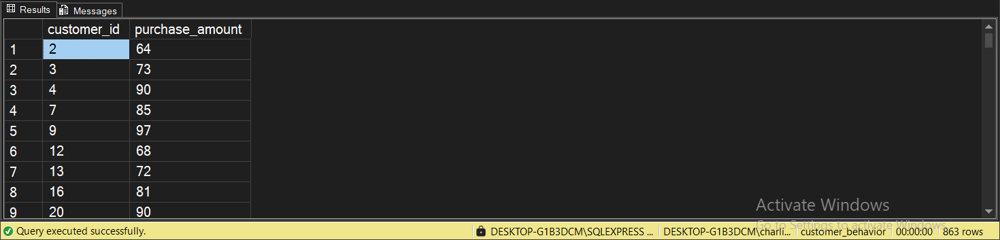 Results Messages
customer_id purchase_amount
1 2 64
2 3 73
3 4 90
4 7 85
5 9 97
6 12 68
7 13 72
8 16 81
9 20 90
Activate Windows
Go to Settings to activate Windows.
Query executed successfully. DESKTOP-G1B3DCM\SQLEXPRESS ... DESKTOP-G1B3DCM\charli... customer_behavior 00:00:00 863 rows